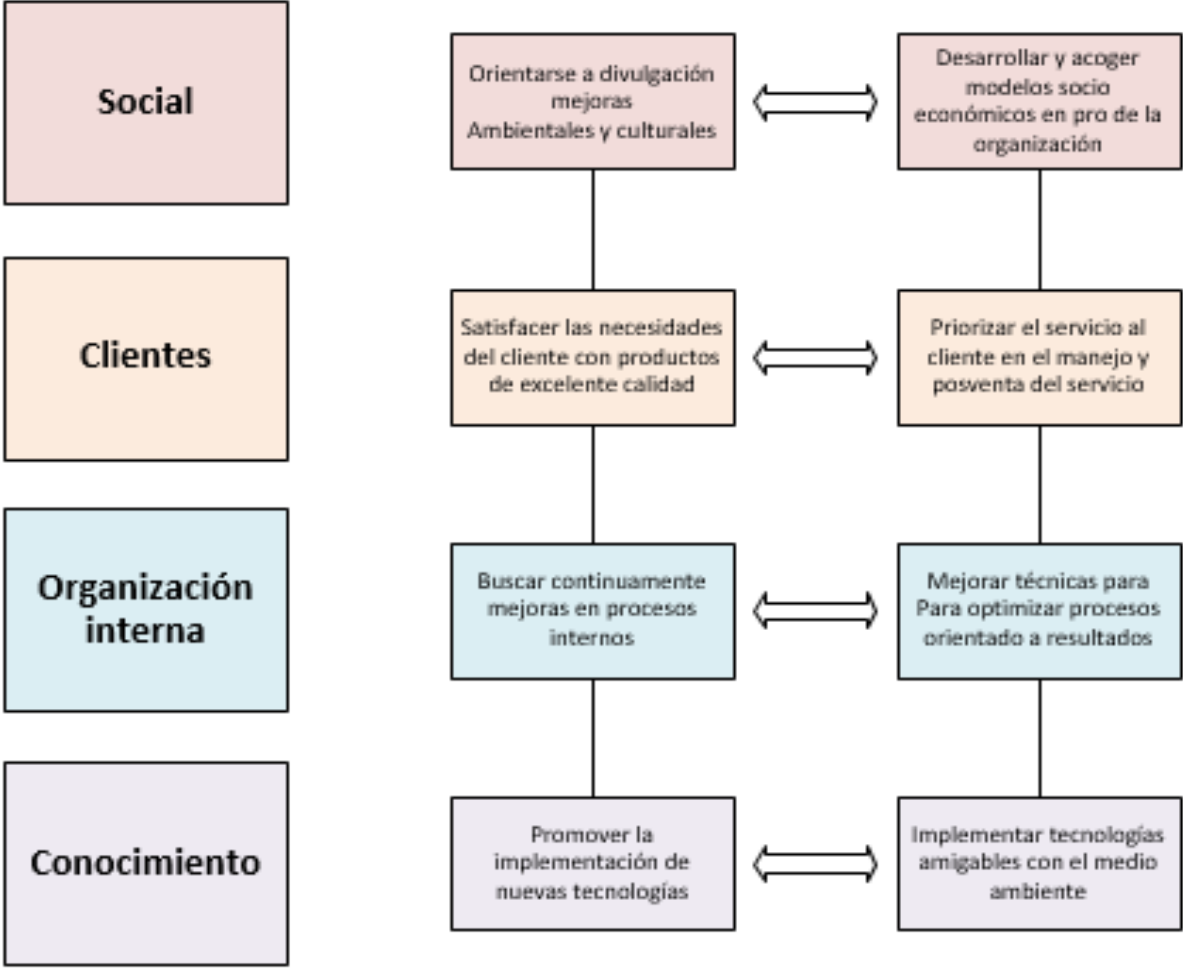 Social
Orientarse a divulgación
mejoras
Ambientales y culturales
Desarrollar y acoger
modelos socio
económicos en pro de la
organización
Clientes
Satisfacer las necesidades
del cliente con productos
de excelente calidad
Priorizar el servicio al
cliente en el manejo y
posventa del servicio
Organización
interna
Buscar continuamente
mejoras en procesos
internos
Mejorar técnicas para
Para optimizar procesos
orientado a resultados
Conocimiento
Promover la
implementación de
nuevas tecnologías
Implementar tecnologías
amigables con el medio
ambiente